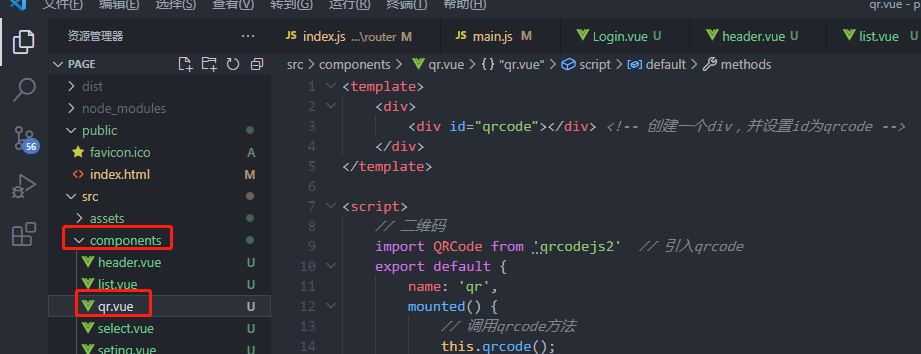 文件(F) 编辑(E) 选择(S) 查看(V) 转到(G) 运行(R) 终端(T) 帮助(H) qr.vue - p
资源管理器 ··· JS index.js ...\router M JS main.js M Login.vue U header.vue U list.vue U
PAGE
src > components > qr.vue > {} "qr.vue" > script > default > methods
dist
node_modules
public
favicon.ico A
index.html M
src
assets
components
header.vue U
list.vue U
qr.vue U
select.vue U
seting.vue U
56
1 <template>
2 <div>
3 <div id="qrcode"></div> <!-- 创建一个div，并设置id为qrcode -->
4 </div>
5 </template>
6
7 <script>
8 // 二维码
9 import QRCode from 'qrcodejs2' // 引入qrcode
10 export default {
11 name: 'qr',
12 mounted() {
13 // 调用qrcode方法
14 this.qrcode();